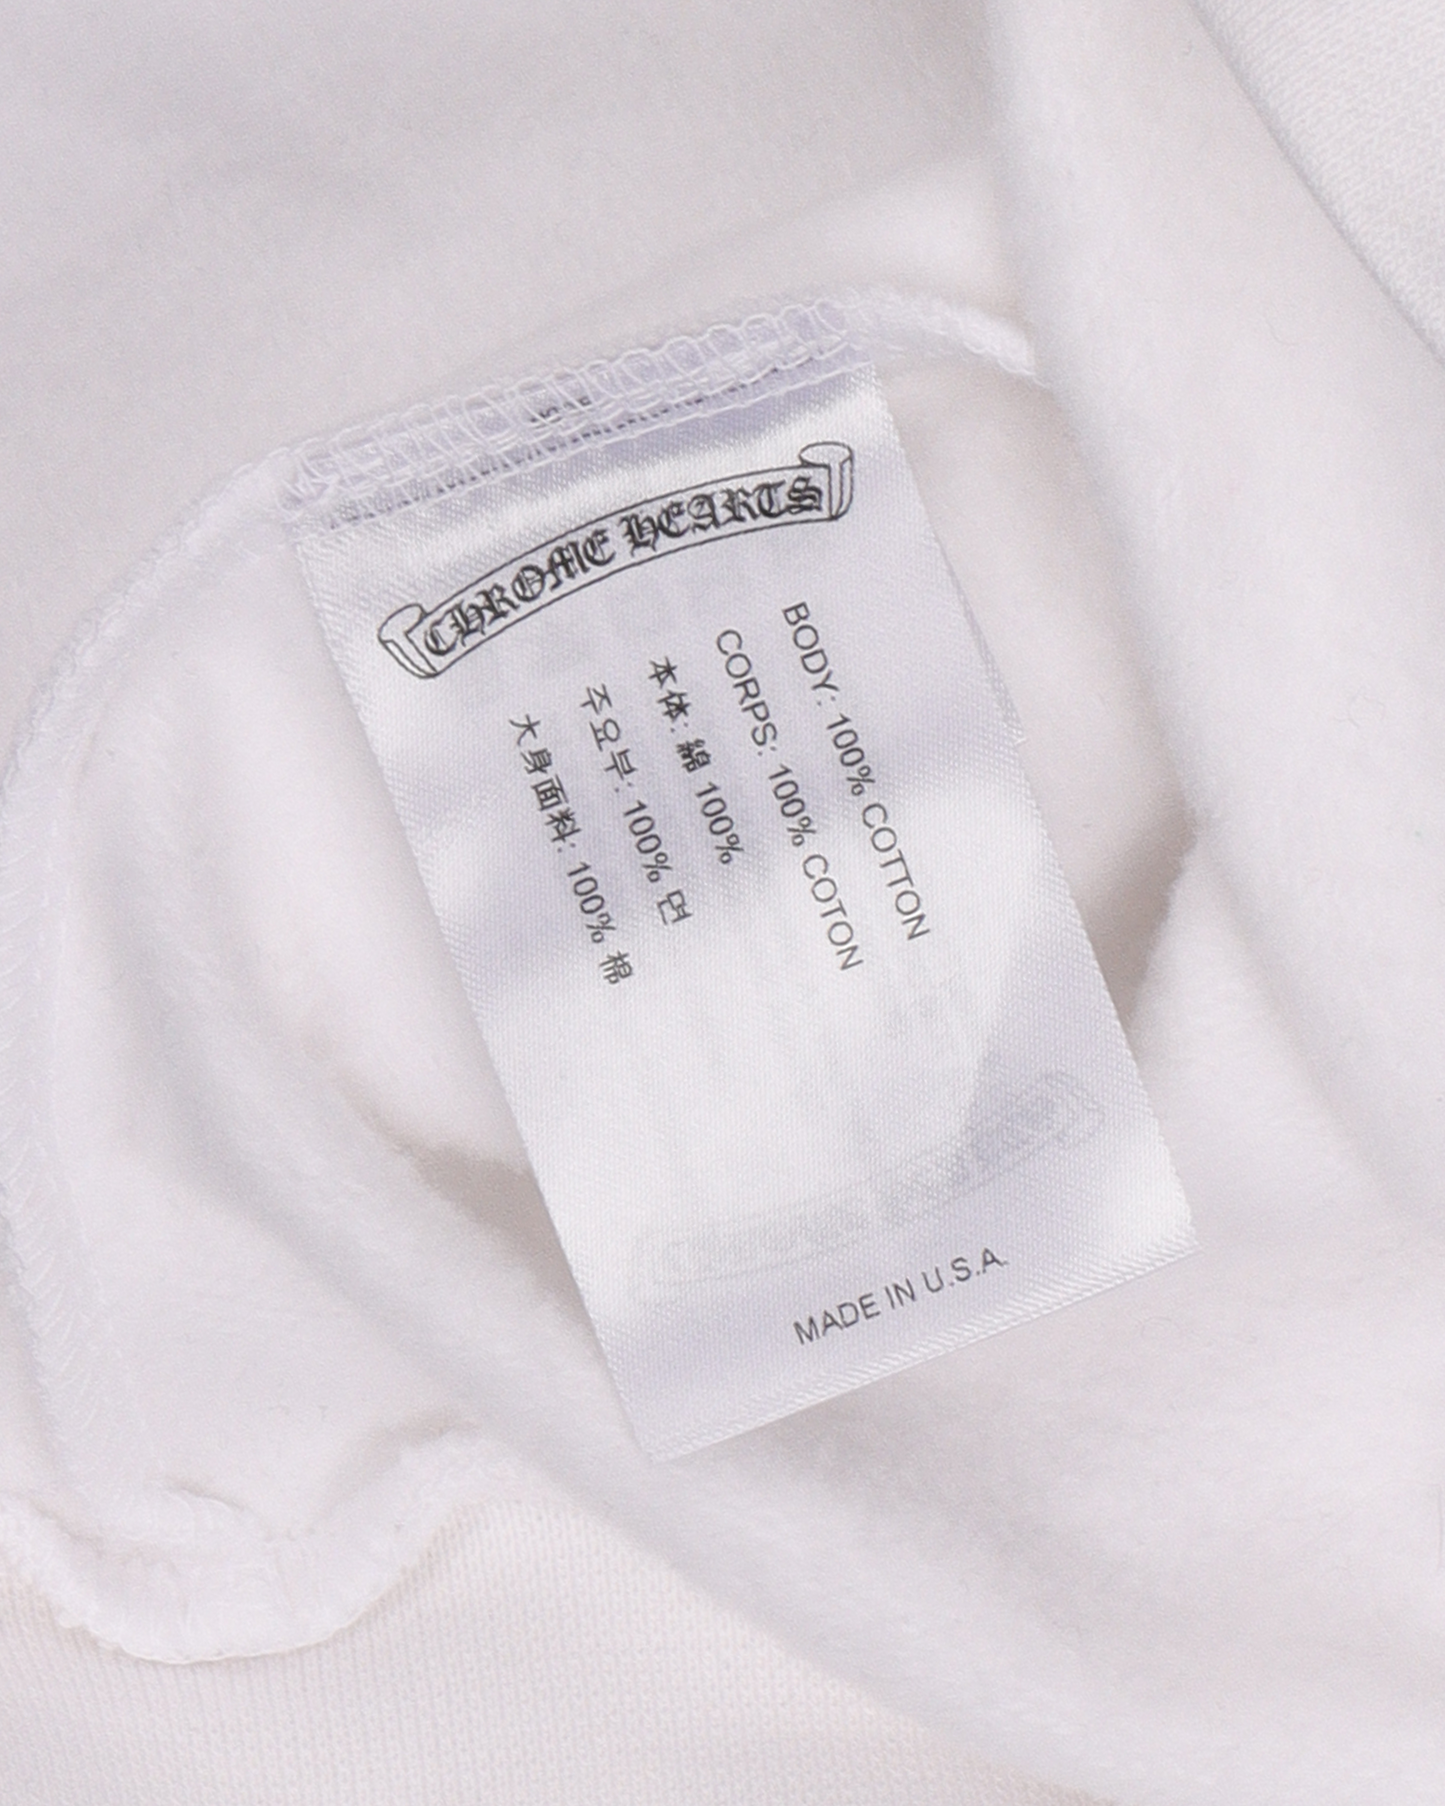 CHROME HEARTS
BODY: 100% COTTON
CORPS: 100% COTON
本体: 綿 100%
주요부: 100% 면
大身面料: 100% 棉
MADE IN U.S.A.